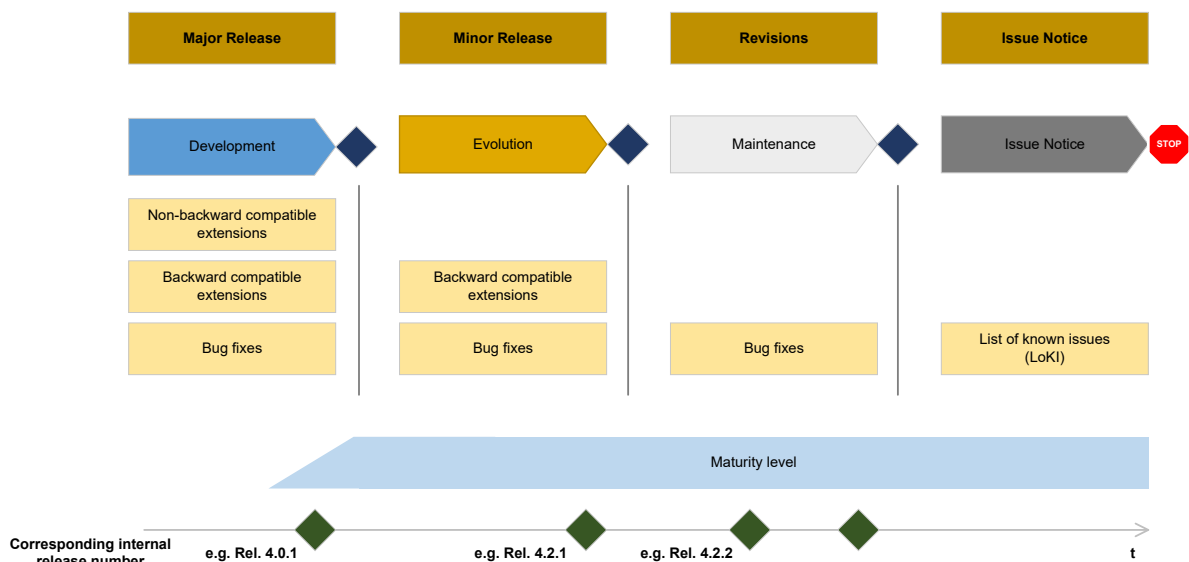 Major Release
Minor Release
Revisions
Issue Notice
Development
Evolution
Maintenance
Issue Notice
STOP
Non-backward compatible
extensions
Backward compatible
extensions
Backward compatible
extensions
Bug fixes
Bug fixes
Bug fixes
List of known issues
(LoKI)
Maturity level
Corresponding internal
release number
e.g. Rel. 4.0.1
e.g. Rel. 4.2.1
e.g. Rel. 4.2.2
t